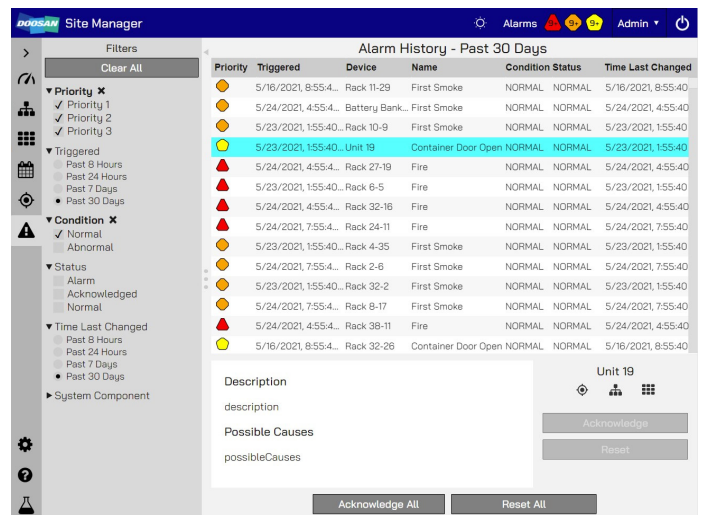 DOOSAN Site Manager Alarms 9+ 9+ 9+ Admin ▼
Filters
Clear All
▼ Priority ✖
Priority 1
Priority 2
Priority 3
▼ Triggered
Past 8 Hours
Past 24 Hours
Past 7 Days
Past 30 Days
▼ Condition ✖
Normal
Abnormal
▼ Status
Alarm
Acknowledged
Normal
▼ Time Last Changed
Past 8 Hours
Past 24 Hours
Past 7 Days
Past 30 Days
► System Component
Alarm History - Past 30 Days
Priority Triggered Device Name Condition Status Time Last Changed
5/16/2021, 8:55:4... Rack 11-29 First Smoke NORMAL NORMAL 5/16/2021, 8:55:40
5/24/2021, 4:55:4... Battery Bank... First Smoke NORMAL NORMAL 5/24/2021, 4:55:40
5/23/2021, 1:55:40... Rack 10-9 First Smoke NORMAL NORMAL 5/23/2021, 1:55:40
5/23/2021, 1:55:40... Unit 19 Container Door Open NORMAL NORMAL 5/23/2021, 1:55:40
5/24/2021, 4:55:4... Rack 27-19 Fire NORMAL NORMAL 5/24/2021, 4:55:40
5/23/2021, 1:55:40... Rack 6-5 Fire NORMAL NORMAL 5/23/2021, 1:55:40
5/24/2021, 4:55:4... Rack 32-16 Fire NORMAL NORMAL 5/24/2021, 4:55:40
5/24/2021, 7:55:4... Rack 24-11 Fire NORMAL NORMAL 5/24/2021, 7:55:40
5/23/2021, 1:55:40... Rack 4-35 First Smoke NORMAL NORMAL 5/23/2021, 1:55:40
5/24/2021, 7:55:4... Rack 2-6 First Smoke NORMAL NORMAL 5/24/2021, 7:55:40
5/23/2021, 1:55:40... Rack 32-2 First Smoke NORMAL NORMAL 5/23/2021, 1:55:40
5/24/2021, 7:55:4... Rack 8-17 First Smoke NORMAL NORMAL 5/24/2021, 7:55:40
5/24/2021, 4:55:4... Rack 38-11 Fire NORMAL NORMAL 5/24/2021, 4:55:40
5/16/2021, 8:55:4... Rack 32-26 Container Door Open NORMAL NORMAL 5/16/2021, 8:55:40
Description
description
Possible Causes
possibleCauses
Unit 19
Acknowledge
Reset
Acknowledge All Reset All